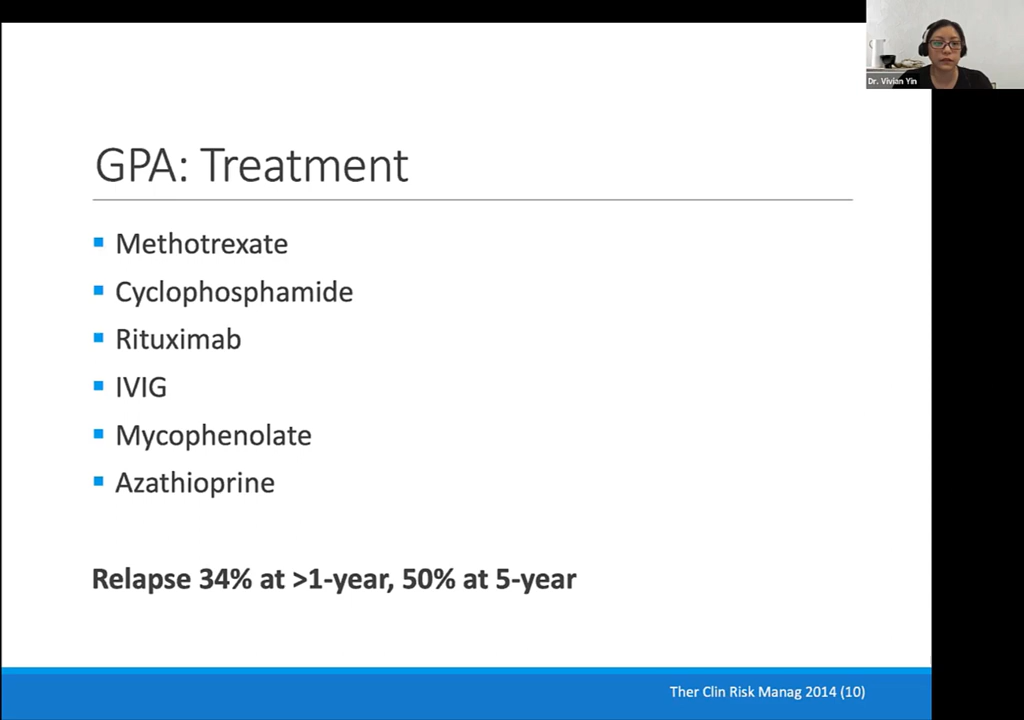 Dr. Vivian Yin
GPA: Treatment
▪ Methotrexate
▪ Cyclophosphamide
▪ Rituximab
▪ IVIG
▪ Mycophenolate
▪ Azathioprine
Relapse 34% at >1-year, 50% at 5-year
Ther Clin Risk Manag 2014 (10)